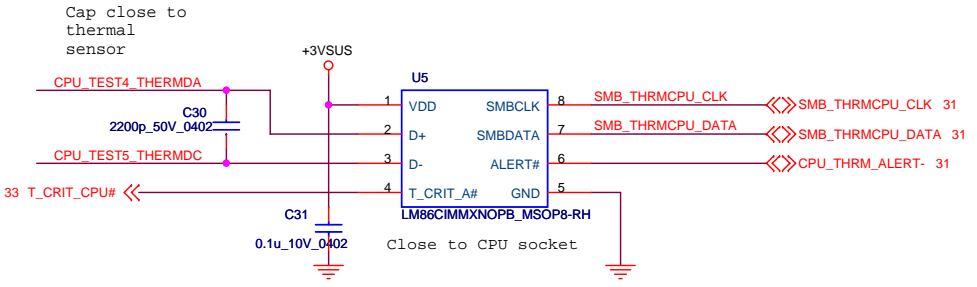 Cap close to
thermal
sensor
+3VSUS
U5
CPU_TEST4_THERMDA
C30
2200p_50V_0402
CPU_TEST5_THERMDC
33 T_CRIT_CPU#
1 VDD SMBCLK 8 SMB_THRMCPU_CLK SMB_THRMCPU_CLK 31
2 D+ SMBDATA 7 SMB_THRMCPU_DATA SMB_THRMCPU_DATA 31
3 D- ALERT# 6 CPU_THRM_ALERT- 31
4 T_CRIT_A# GND 5
C31
0.1u_10V_0402
LM86CIMMXNOPB_MSOP8-RH
Close to CPU socket